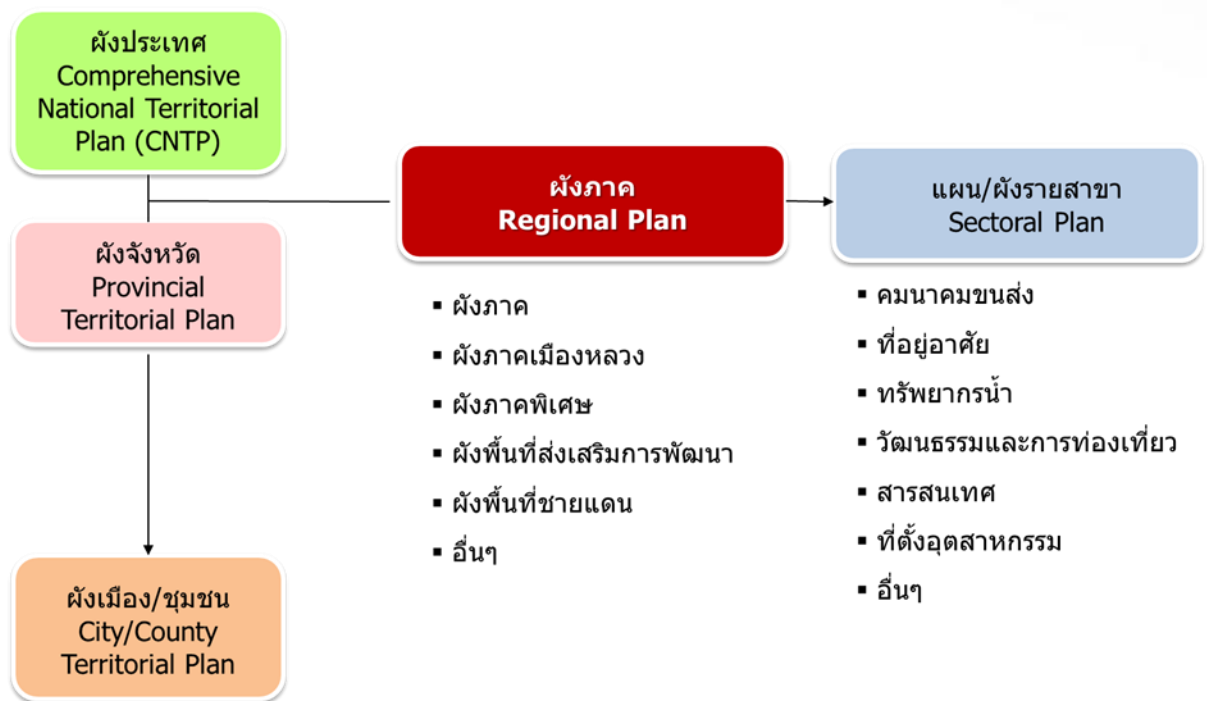 ผังประเทศ
Comprehensive
National Territorial
Plan (CNTP)
ผังจังหวัด
Provincial
Territorial Plan
ผังเมือง/ชุมชน
City/County
Territorial Plan
ผังภาค
Regional Plan
▪ ผังภาค
▪ ผังภาคเมืองหลวง
▪ ผังภาคพิเศษ
▪ ผังพื้นที่ส่งเสริมการพัฒนา
▪ ผังพื้นที่ชายแดน
▪ อื่นๆ
แผน/ผังรายสาขา
Sectoral Plan
▪ คมนาคมขนส่ง
▪ ที่อยู่อาศัย
▪ ทรัพยากรน้ำ
▪ วัฒนธรรมและการท่องเที่ยว
▪ สารสนเทศ
▪ ที่ตั้งอุตสาหกรรม
▪ อื่นๆ